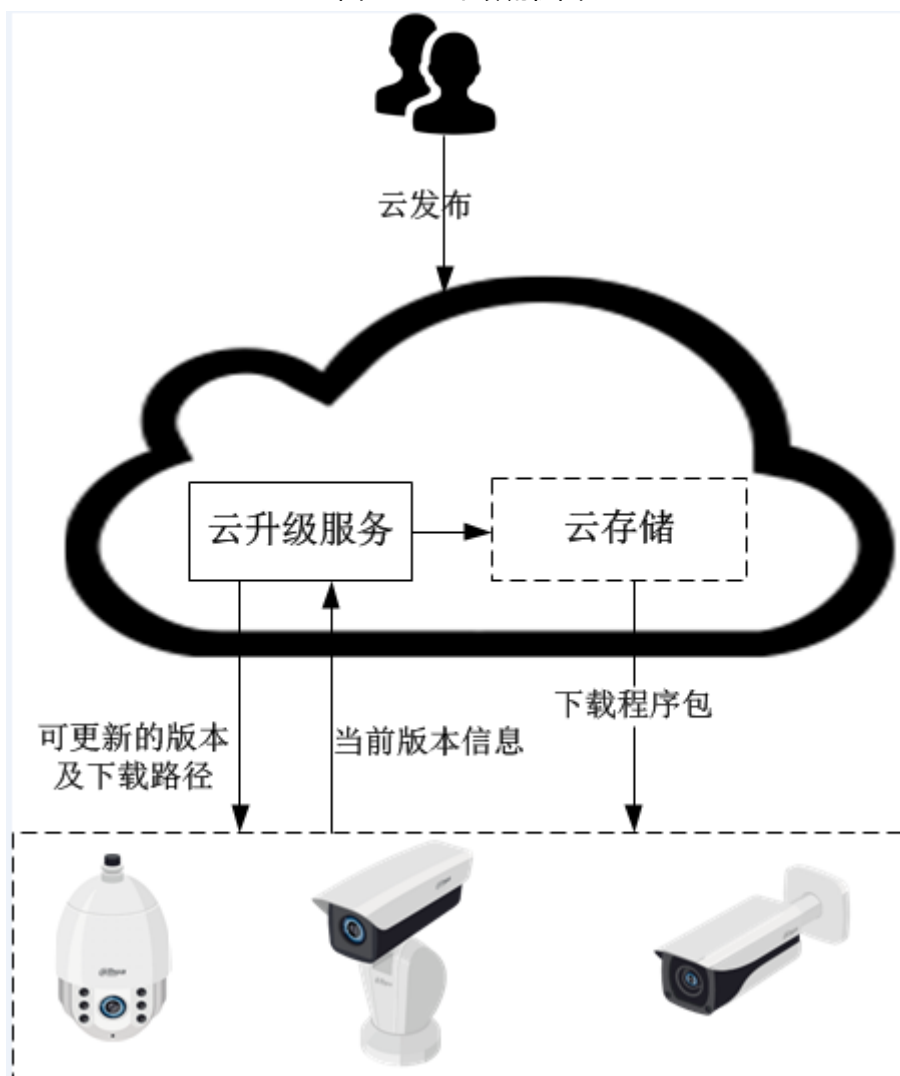 云发布
云升级服务
云存储
可更新的版本
及下载路径
当前版本信息
下载程序包
alhua